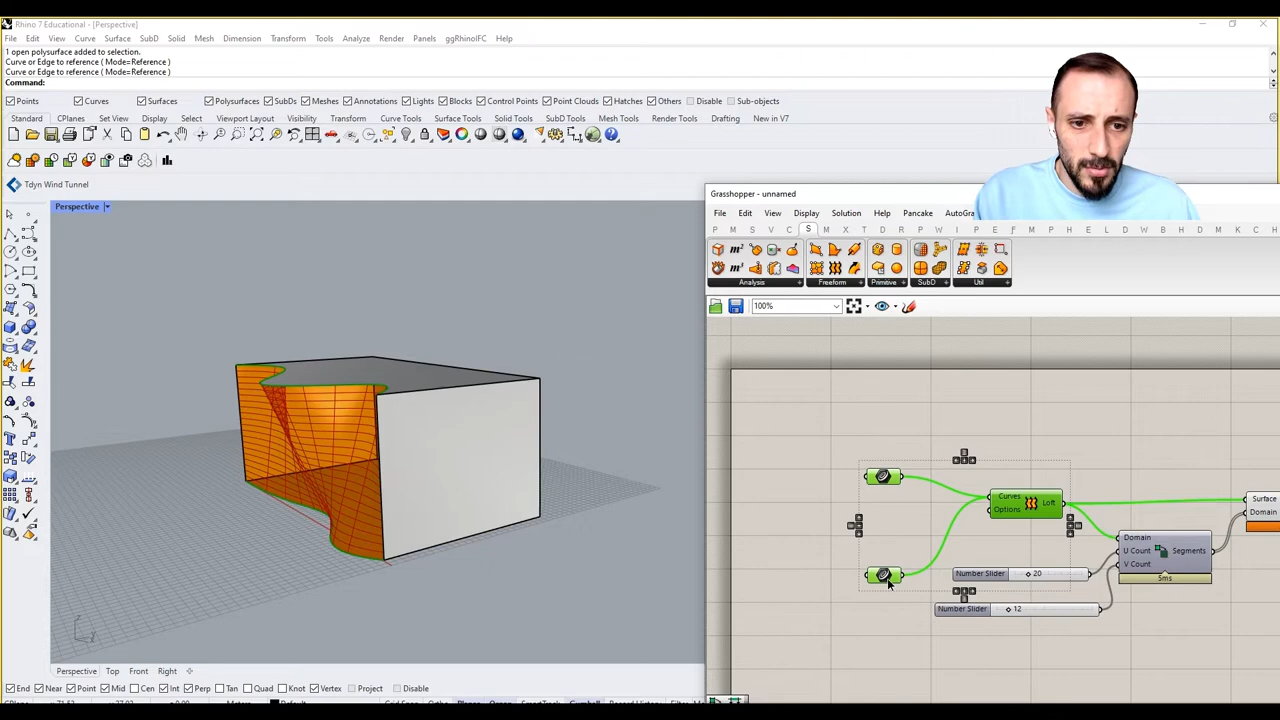 Rhino 7 Educational - [Perspective]
File Edit View Curve Surface SubD Solid Mesh Dimension Transform Tools Analyze Render Panels ggRhinoIFC Help
1 open polysurface added to selection.
Curve or Edge to reference ( Mode=Reference )
Curve or Edge to reference ( Mode=Reference )
Command:
Points Curves Surfaces Polysurfaces SubDs Meshes Annotations Lights Blocks Control Points Point Clouds Hatches Others Disable Sub-objects
Standard CPlanes Set View Display Select Viewport Layout Visibility Transform Curve Tools Surface Tools Solid Tools SubD Tools Mesh Tools Render Tools Drafting New in V7
Tdyn Wind Tunnel
Perspective
Grasshopper - unnamed
File Edit View Display Solution Help Pancake
P M S V C S M X T D R W L B H S E F M P M H U K C H
Analysis Freeform Primitive SubD Util
100%
Curves Loft
Options
Surface
Domain
Domain
U Count Segments
V Count
5ms
Number Slider 20
Number Slider 12
z
y
Perspective Top Front Right
End Near Point Mid Cen Int Perp Tan Quad Knot Vertex Project Disable